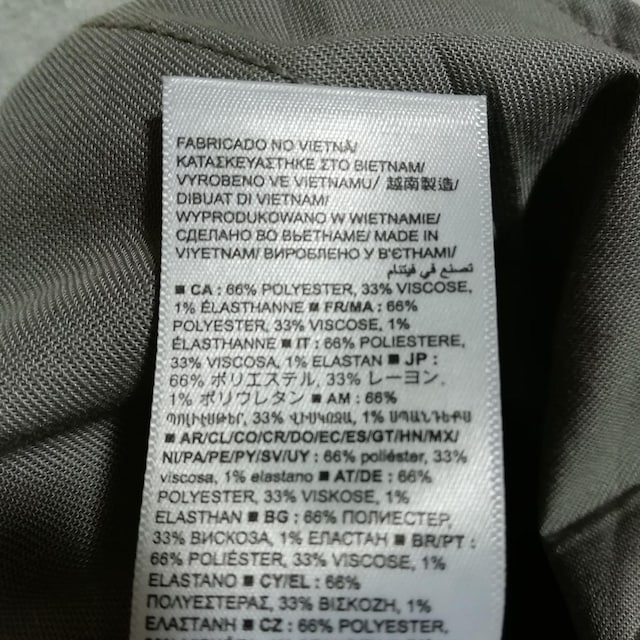 FABRICADO NO VIETNÃ/
ΚΑΤΑΣΚΕΥΑΣΤΗΚΕ ΣΤΟ ΒΙΕΤΝΑΜ/
VYROBENO VE VIETNAMU/ 越南製造/
DIBUAT DI VIETNAM/
WYPRODUKOWANO W WIETNAMIE/
СДЕЛАНО ВО ВЬЕТНАМЕ/ MADE IN
VIYETNAM/ ВИРОБЛЕНО У В'ЄТНАМІ/
تصنع في فيتنام
■ CA : 66% POLYESTER, 33% VISCOSE,
1% ÉLASTHANNE ■ FR/MA : 66%
POLYESTER, 33% VISCOSE, 1%
ÉLASTHANNE ■ IT : 66% POLIESTERE,
33% VISCOSA, 1% ELASTAN ■ JP :
66% ポリエステル, 33% レーヨン,
1% ポリウレタン ■ AM : 66%
33% ՎԻՍԿՈԶԱ, 1% ՍՊԱՆԴԵՔՍ
■ AR/CL/CO/CR/DO/EC/ES/GT/HN/MX/
NI/PA/PE/PY/SV/UY : 66% poliéster, 33%
viscosa, 1% elastano ■ AT/DE : 66%
POLYESTER, 33% VISKOSE, 1%
ELASTHAN ■ BG : 66% ПОЛИЕСТЕР,
33% ВИСКОЗА, 1% ЕЛАСТАН ■ BR/PT :
66% POLIÉSTER, 33% VISCOSE, 1%
ELASTANO ■ CY/EL : 66%
ΠΟΛΥΕΣΤΕΡΑΣ, 33% ΒΙΣΚΟΖΗ, 1%
ΕΛΑΣΤΑΝΗ ■ CZ : 66% POLYESTER,